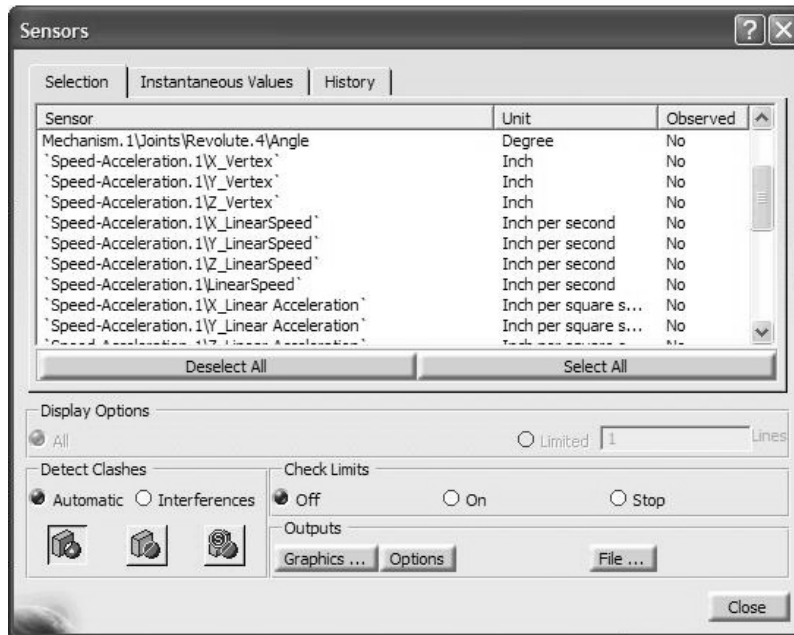 Sensors
Selection Instantaneous Values History
Sensor Unit Observed
Mechanism.1\Joints\Revolute.4\Angle Degree No
`Speed-Acceleration.1\X_Vertex` Inch No
`Speed-Acceleration.1\Y_Vertex` Inch No
`Speed-Acceleration.1\Z_Vertex` Inch No
`Speed-Acceleration.1\X_LinearSpeed` Inch per second No
`Speed-Acceleration.1\Y_LinearSpeed` Inch per second No
`Speed-Acceleration.1\Z_LinearSpeed` Inch per second No
`Speed-Acceleration.1\LinearSpeed` Inch per second No
`Speed-Acceleration.1\X_Linear Acceleration` Inch per square s... No
`Speed-Acceleration.1\Y_Linear Acceleration` Inch per square s... No
Deselect All Select All
Display Options
All Limited 1 Lines
Detect Clashes Check Limits
Automatic Interferences Off On Stop
Outputs
Graphics ... Options File ...
Close